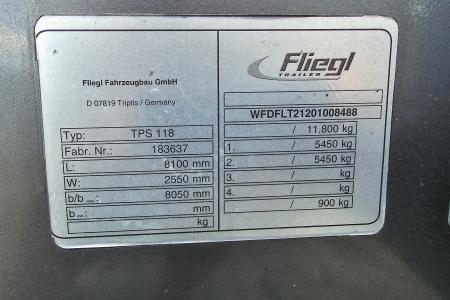 Fliegl Fahrzeugbau GmbH
D 07819 Triptis / Germany
Typ: TPS 118
Fabr. Nr.: 183637
L: 8100 mm
W: 2550 mm
b/b : 8050 mm
b : mm
kg
Fliegl
TRAILER
WFDFLT21201008488
/ 11.800 kg
1. / 5450 kg
2. / 5450 kg
3. / kg
4. / kg
/ 900 kg